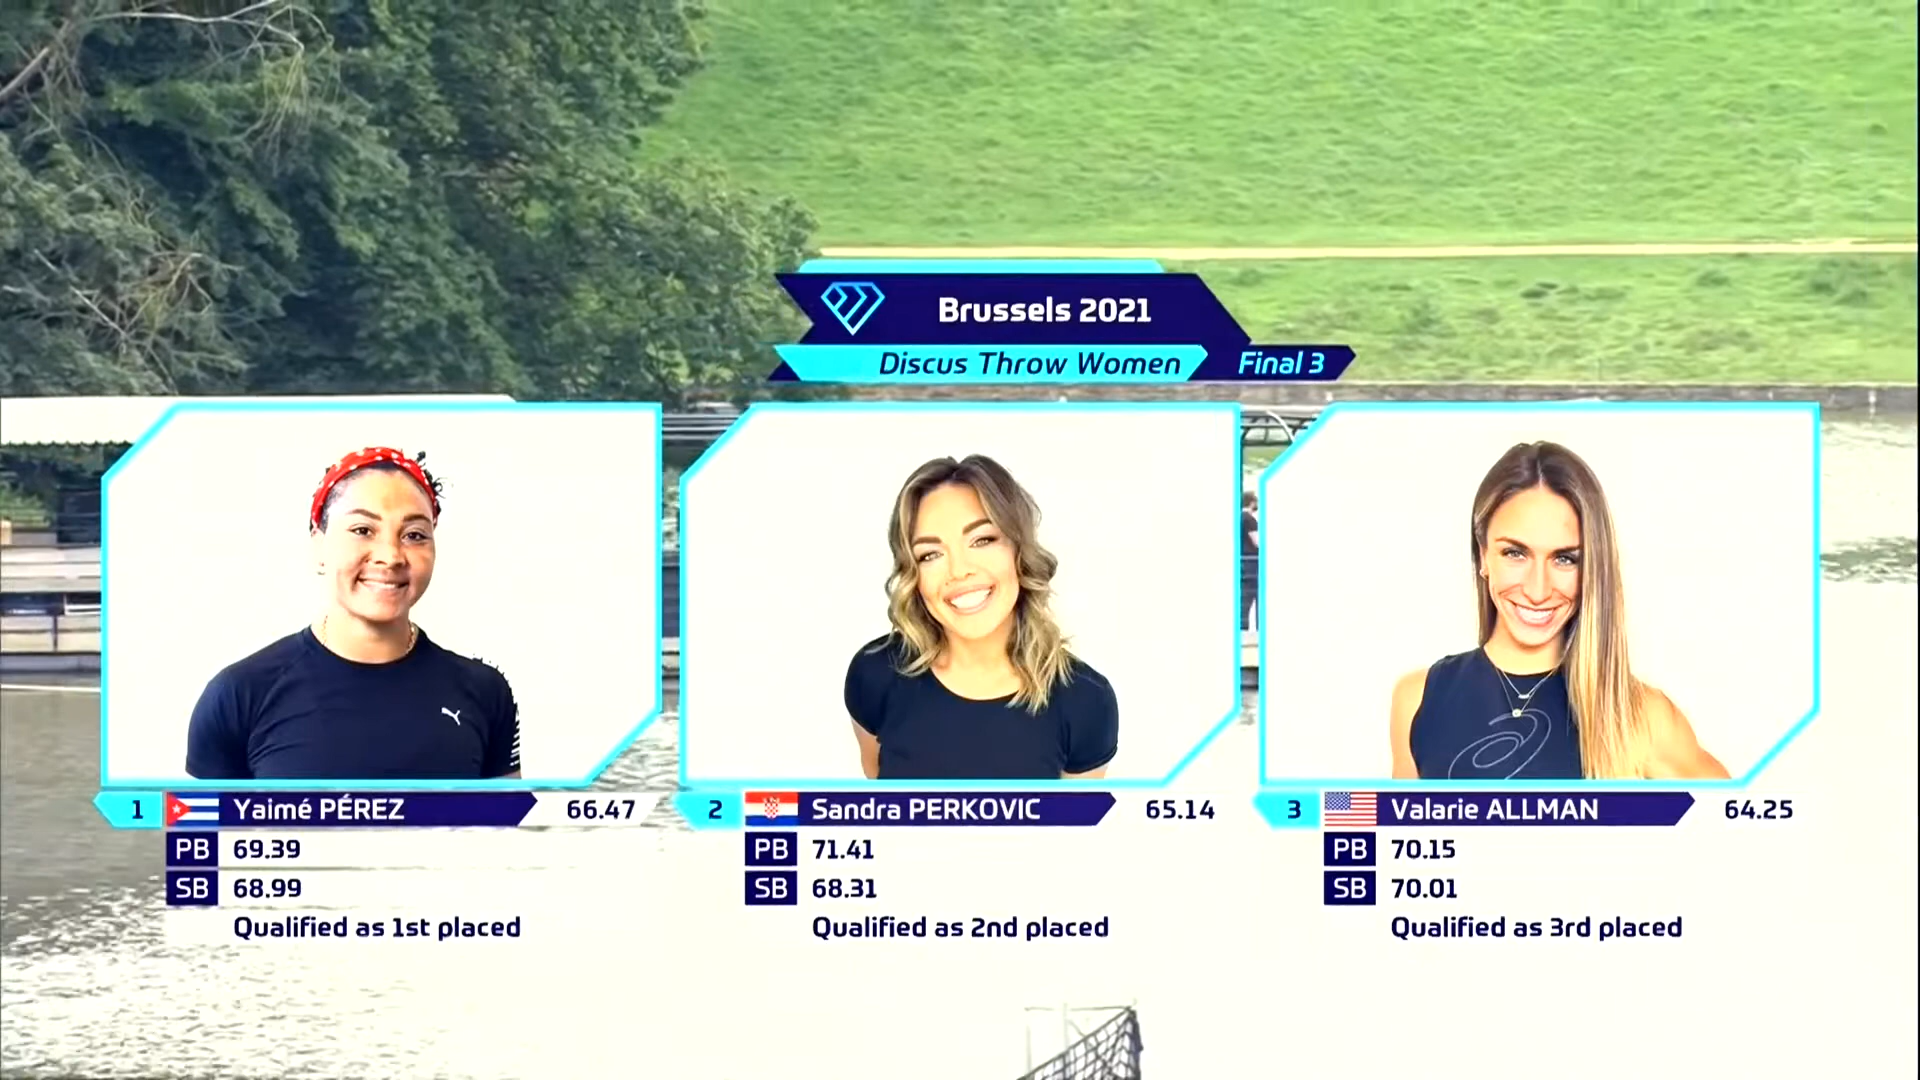 Brussels 2021
Discus Throw Women Final 3
1 Yaimé PÉREZ 66.47
PB 69.39
SB 68.99
Qualified as 1st placed
2 Sandra PERKOVIC 65.14
PB 71.41
SB 68.31
Qualified as 2nd placed
3 Valarie ALLMAN 64.25
PB 70.15
SB 70.01
Qualified as 3rd placed